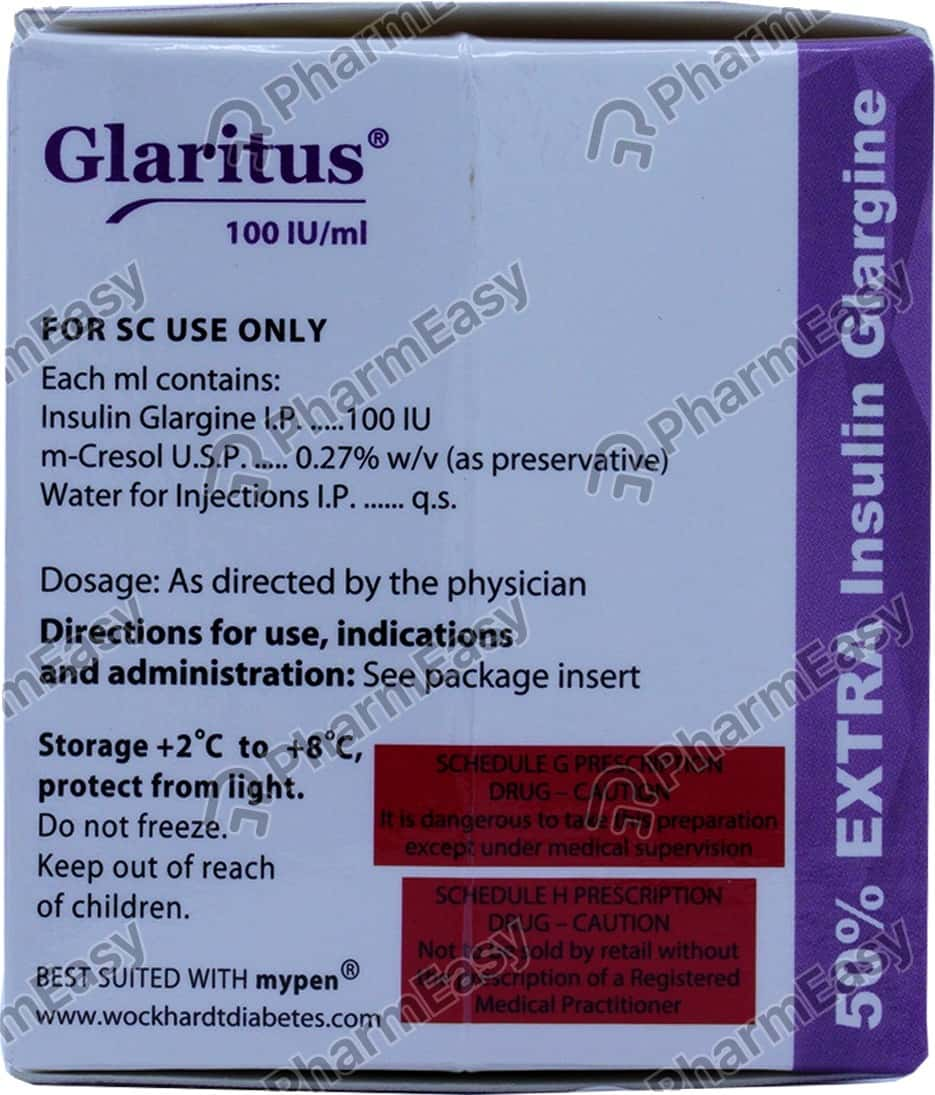 Glaritus®
100 IU/ml
FOR SC USE ONLY
Each ml contains:
Insulin Glargine I.P. .....100 IU
m-Cresol U.S.P. ..... 0.27% w/v (as preservative)
Water for Injections I.P. ...... q.s.
Dosage: As directed by the physician
Directions for use, indications
and administration: See package insert
Storage +2°C to +8°C,
protect from light.
Do not freeze.
Keep out of reach
of children.
BEST SUITED WITH mypen®
www.wockhardtdiabetes.com
SCHEDULE G PRESCRIPTION
DRUG – CAUTION
It is dangerous to take this preparation
except under medical supervision
SCHEDULE H PRESCRIPTION
DRUG – CAUTION
Not to be sold by retail without
the prescription of a Registered
Medical Practitioner
50% EXTRA Insulin Glargine
PharmEasy
PharmEasy
PharmEasy
PharmEasy
PharmEasy
PharmEasy
PharmEasy
PharmEasy
PharmEasy
PharmEasy